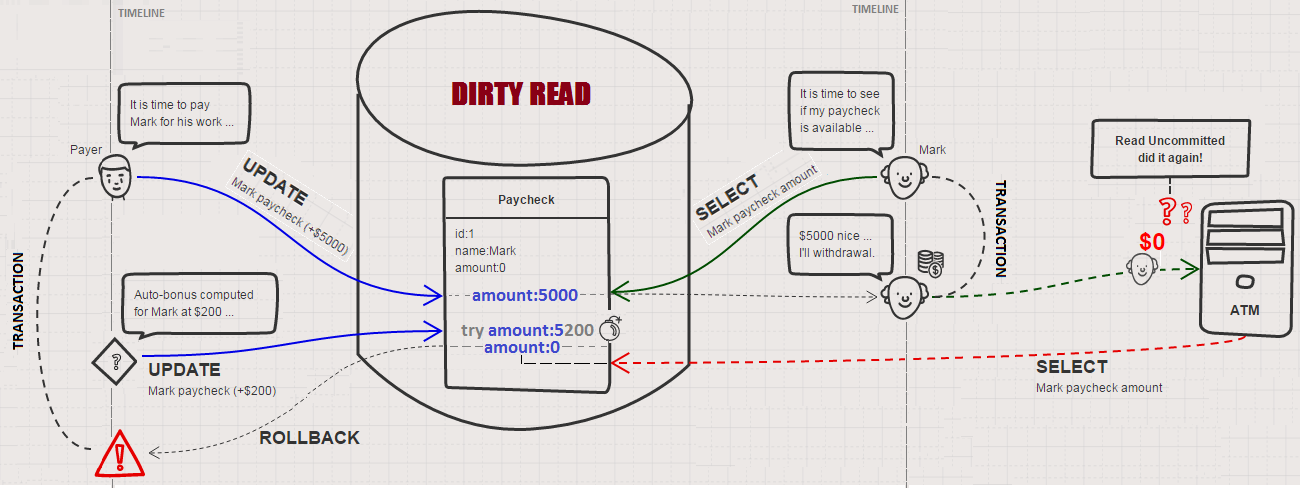 TIMELINE
TIMELINE
DIRTY READ
It is time to pay
Mark for his work ...
Payer
UPDATE
Mark paycheck (+$5000)
TRANSACTION
Auto-bonus computed
for Mark at $200 ...
?
UPDATE
Mark paycheck (+$200)
ROLLBACK
!
Paycheck
id:1
name:Mark
amount:0
amount:5000
try amount:5200
amount:0
It is time to see
if my paycheck
is available ...
Mark
SELECT
Mark paycheck amount
$5000 nice ...
I'll withdrawal.
$
TRANSACTION
Read Uncommitted
did it again!
??
$0
ATM
SELECT
Mark paycheck amount